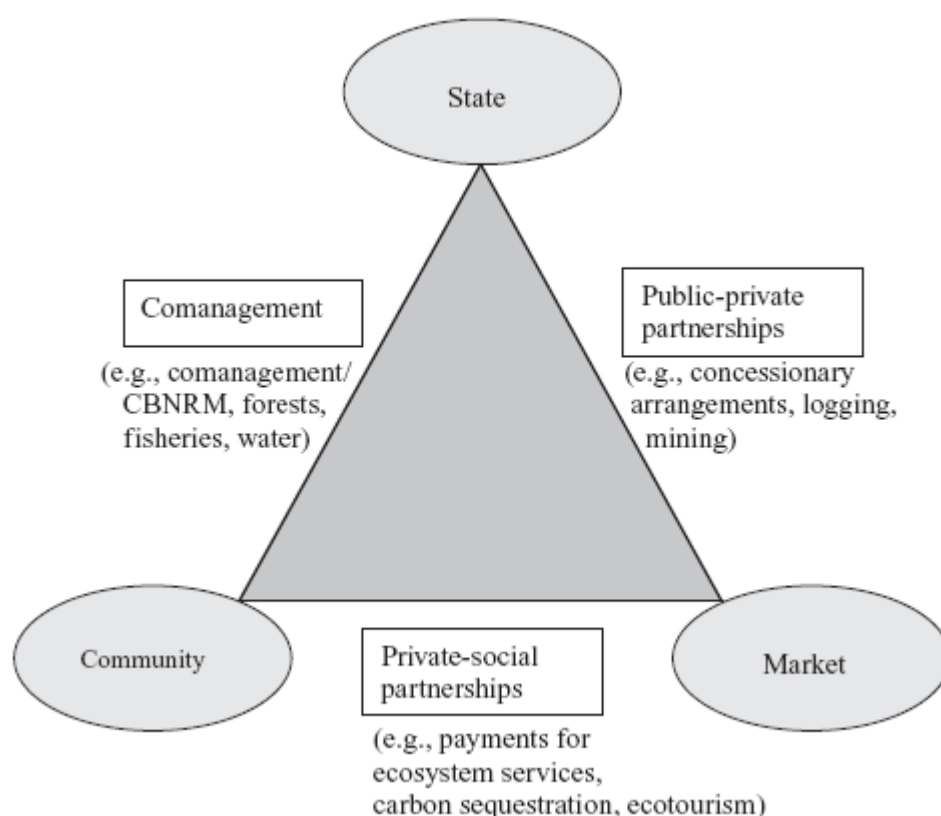 State
Comanagement
(e.g., comanagement/
CBNRM, forests,
fisheries, water)
Public-private
partnerships
(e.g., concessionary
arrangements, logging,
mining)
Community
Private-social
partnerships
(e.g., payments for
ecosystem services,
carbon sequestration, ecotourism)
Market